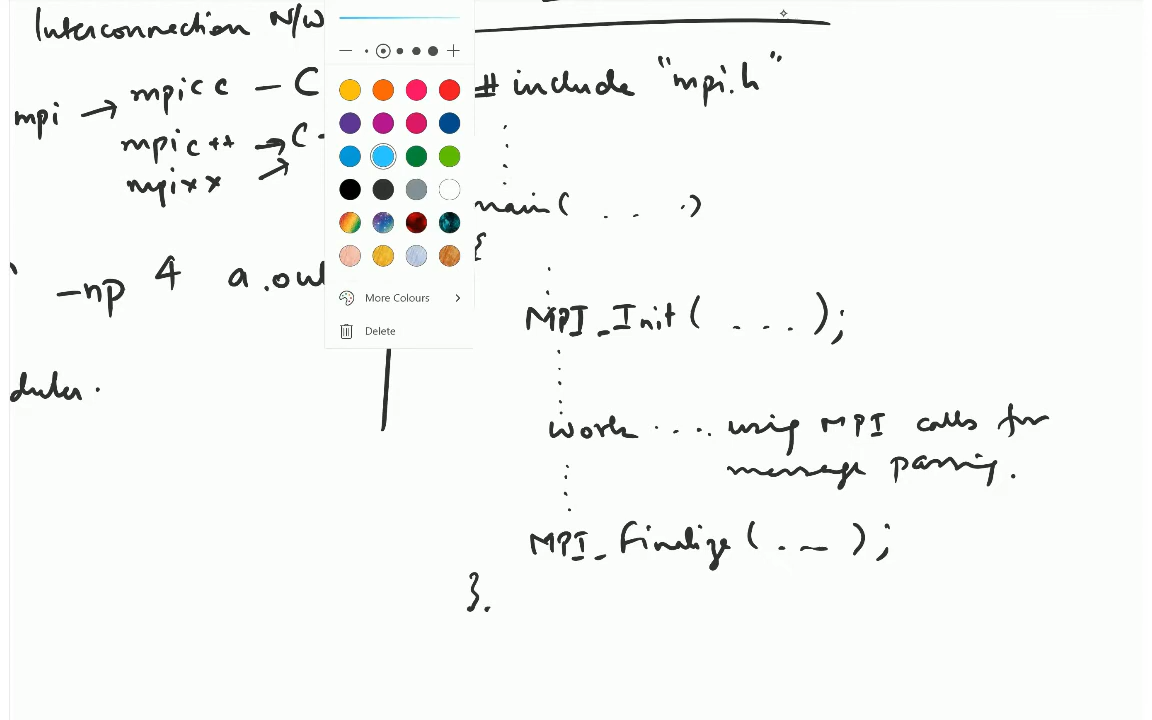 Interconnection N/W
mpi → mpicc — C
mpic++ → C
mpixx
-np 4 a.out
# include "mpi.h"
main( . . . )
{
MPI_Init( . . . );
work . . . . using MPI calls for
message passing.
MPI_Finalize( . . . );
}.
More Colours
Delete